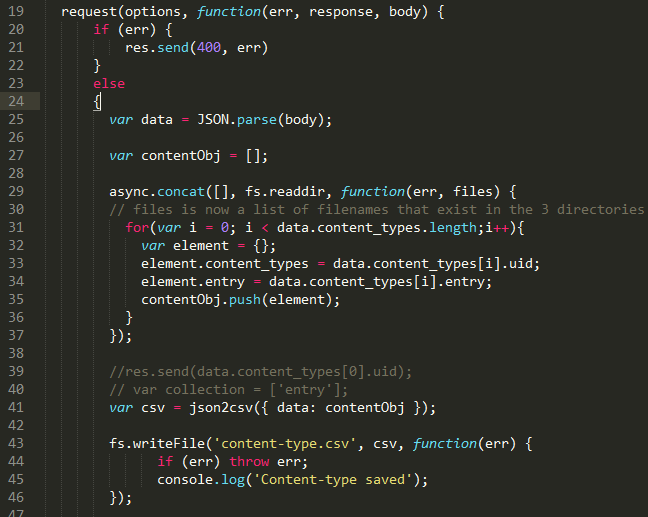 19 request(options, function(err, response, body) {
20 if (err) {
21 res.send(400, err)
22 }
23 else
24 {
25 var data = JSON.parse(body);
26
27 var contentObj = [];
28
29 async.concat([], fs.readdir, function(err, files) {
30 // files is now a list of filenames that exist in the 3 directories
31 for(var i = 0; i < data.content_types.length;i++){
32 var element = {};
33 element.content_types = data.content_types[i].uid;
34 element.entry = data.content_types[i].entry;
35 contentObj.push(element);
36 }
37 });
38
39 //res.send(data.content_types[0].uid);
40 // var collection = ['entry'];
41 var csv = json2csv({ data: contentObj });
42
43 fs.writeFile('content-type.csv', csv, function(err) {
44 if (err) throw err;
45 console.log('Content-type saved');
46 });
47